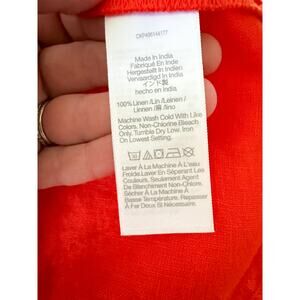 Made In India
Fabriqué En Inde
Hergestellt In Indien
Vervaardigd In India
インド製
hecho en India
100% Linen/Lin /Leinen/
Linnen /麻/lino
Machine Wash Cold With Like
Colors. Non-Chlorine Bleach
Only. Tumble Dry Low. Iron On
Lowest Setting.
Laver À La Machine À L'eau
Froide.Laver En Séparant Les
Couleurs. Seulement Agent
De Blanchiment Non-Chlore.
Sécher À La Machine À
Basse Température. Repasser
À Fer Doux Si Nécessaire.